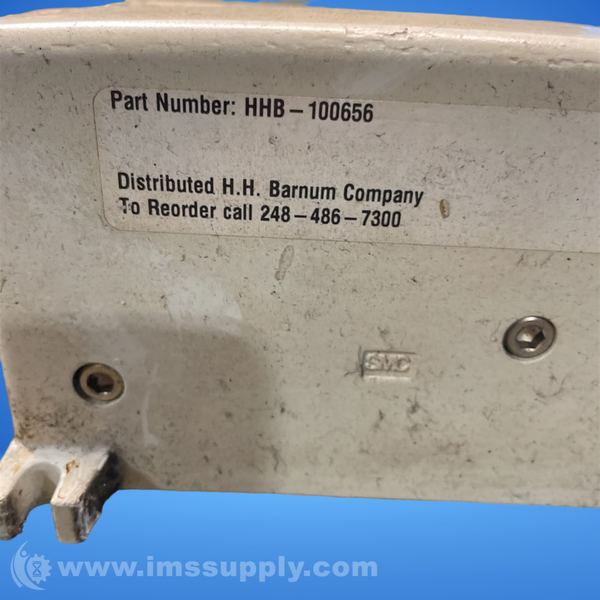 Part Number: HHB-100656
Distributed H.H. Barnum Company
To Reorder call 248-486-7300
SMC
www.imssupply.com